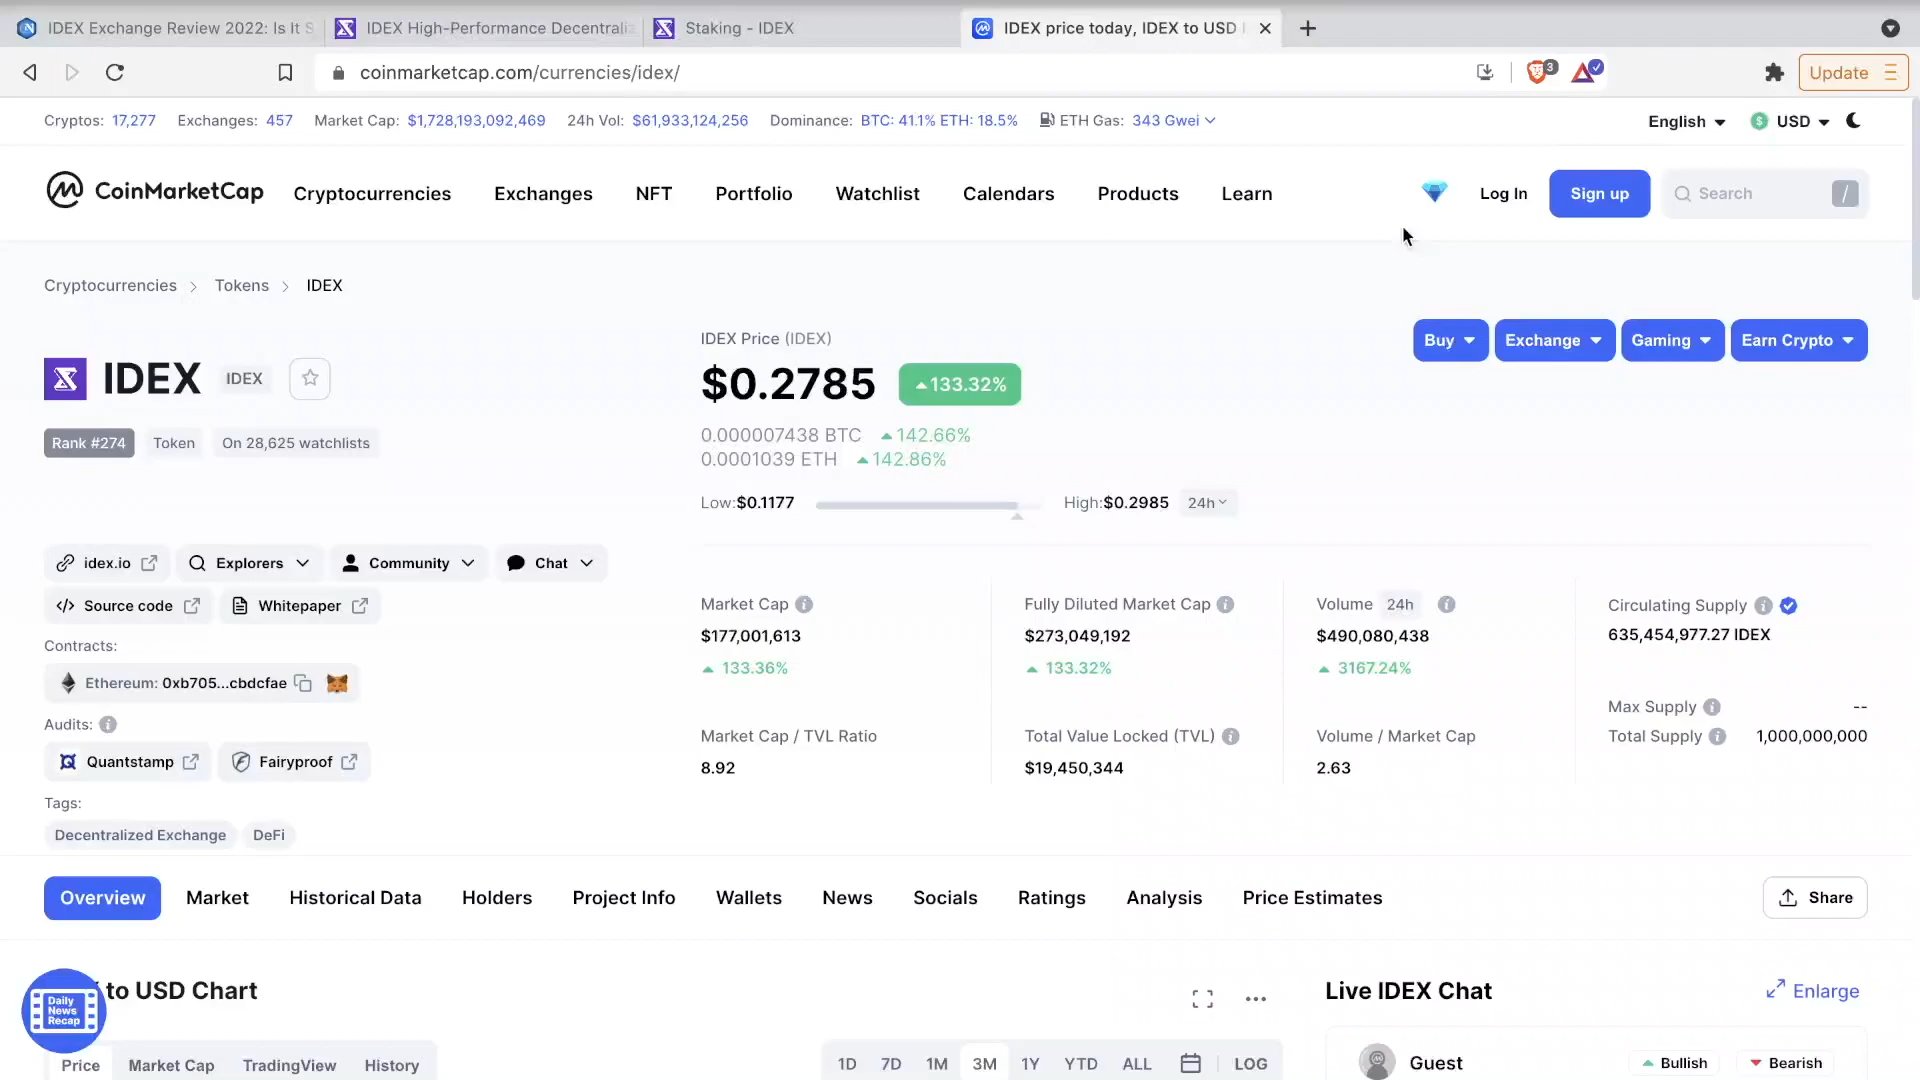 IDEX Exchange Review 2022: Is It S
IDEX High-Performance Decentraliz
Staking - IDEX
IDEX price today, IDEX to USD
coinmarketcap.com/currencies/idex/
3
Update
Cryptos: 17,277 Exchanges: 457 Market Cap: $1,728,193,092,469 24h Vol: $61,933,124,256 Dominance: BTC: 41.1% ETH: 18.5% ETH Gas: 343 Gwei
English USD
CoinMarketCap Cryptocurrencies Exchanges NFT Portfolio Watchlist Calendars Products Learn Log In Sign up Search /
Cryptocurrencies > Tokens > IDEX
IDEX Price (IDEX)
Buy Exchange Gaming Earn Crypto
IDEX IDEX
$0.2785 133.32%
0.000007438 BTC 142.66%
Rank #274 Token On 28,625 watchlists
0.0001039 ETH 142.86%
Low:$0.1177 High:$0.2985 24h
idex.io Explorers Community Chat
Source code Whitepaper
Market Cap Fully Diluted Market Cap Volume 24h Circulating Supply
$177,001,613 $273,049,192 $490,080,438 635,454,977.27 IDEX
133.36% 133.32% 3167.24%
Contracts:
Ethereum: 0xb705...cbdcfae
Max Supply --
Audits:
Market Cap / TVL Ratio Total Value Locked (TVL) Volume / Market Cap Total Supply 1,000,000,000
Quantstamp Fairyproof
8.92 $19,450,344 2.63
Tags:
Decentralized Exchange DeFi
Overview Market Historical Data Holders Project Info Wallets News Socials Ratings Analysis Price Estimates Share
to USD Chart
Live IDEX Chat Enlarge
Daily
News
Recap
Price Market Cap TradingView History
1D 7D 1M 3M 1Y YTD ALL LOG
Guest Bullish Bearish